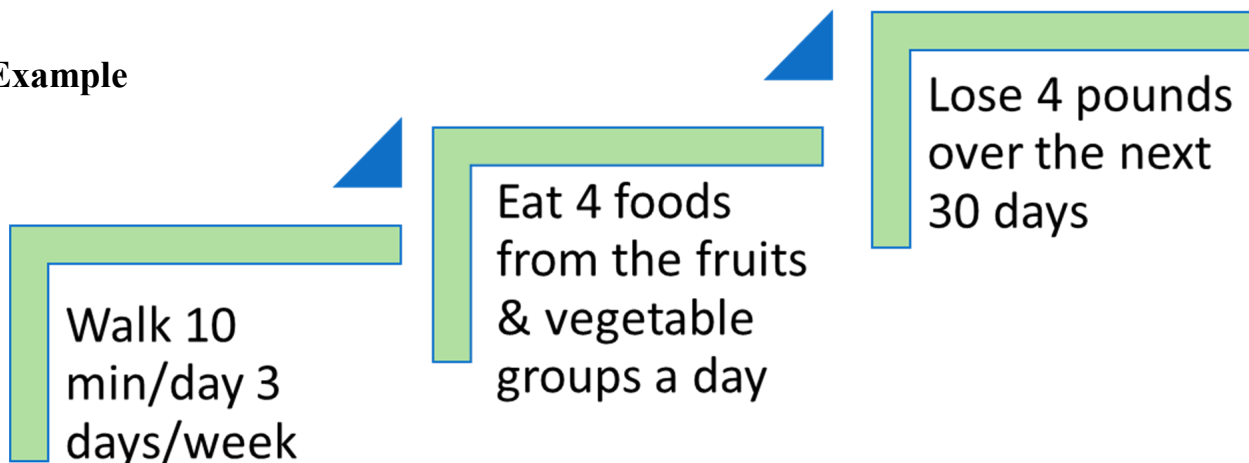 Example
Walk 10
min/day 3
days/week
Eat 4 foods
from the fruits
& vegetable
groups a day
Lose 4 pounds
over the next
30 days